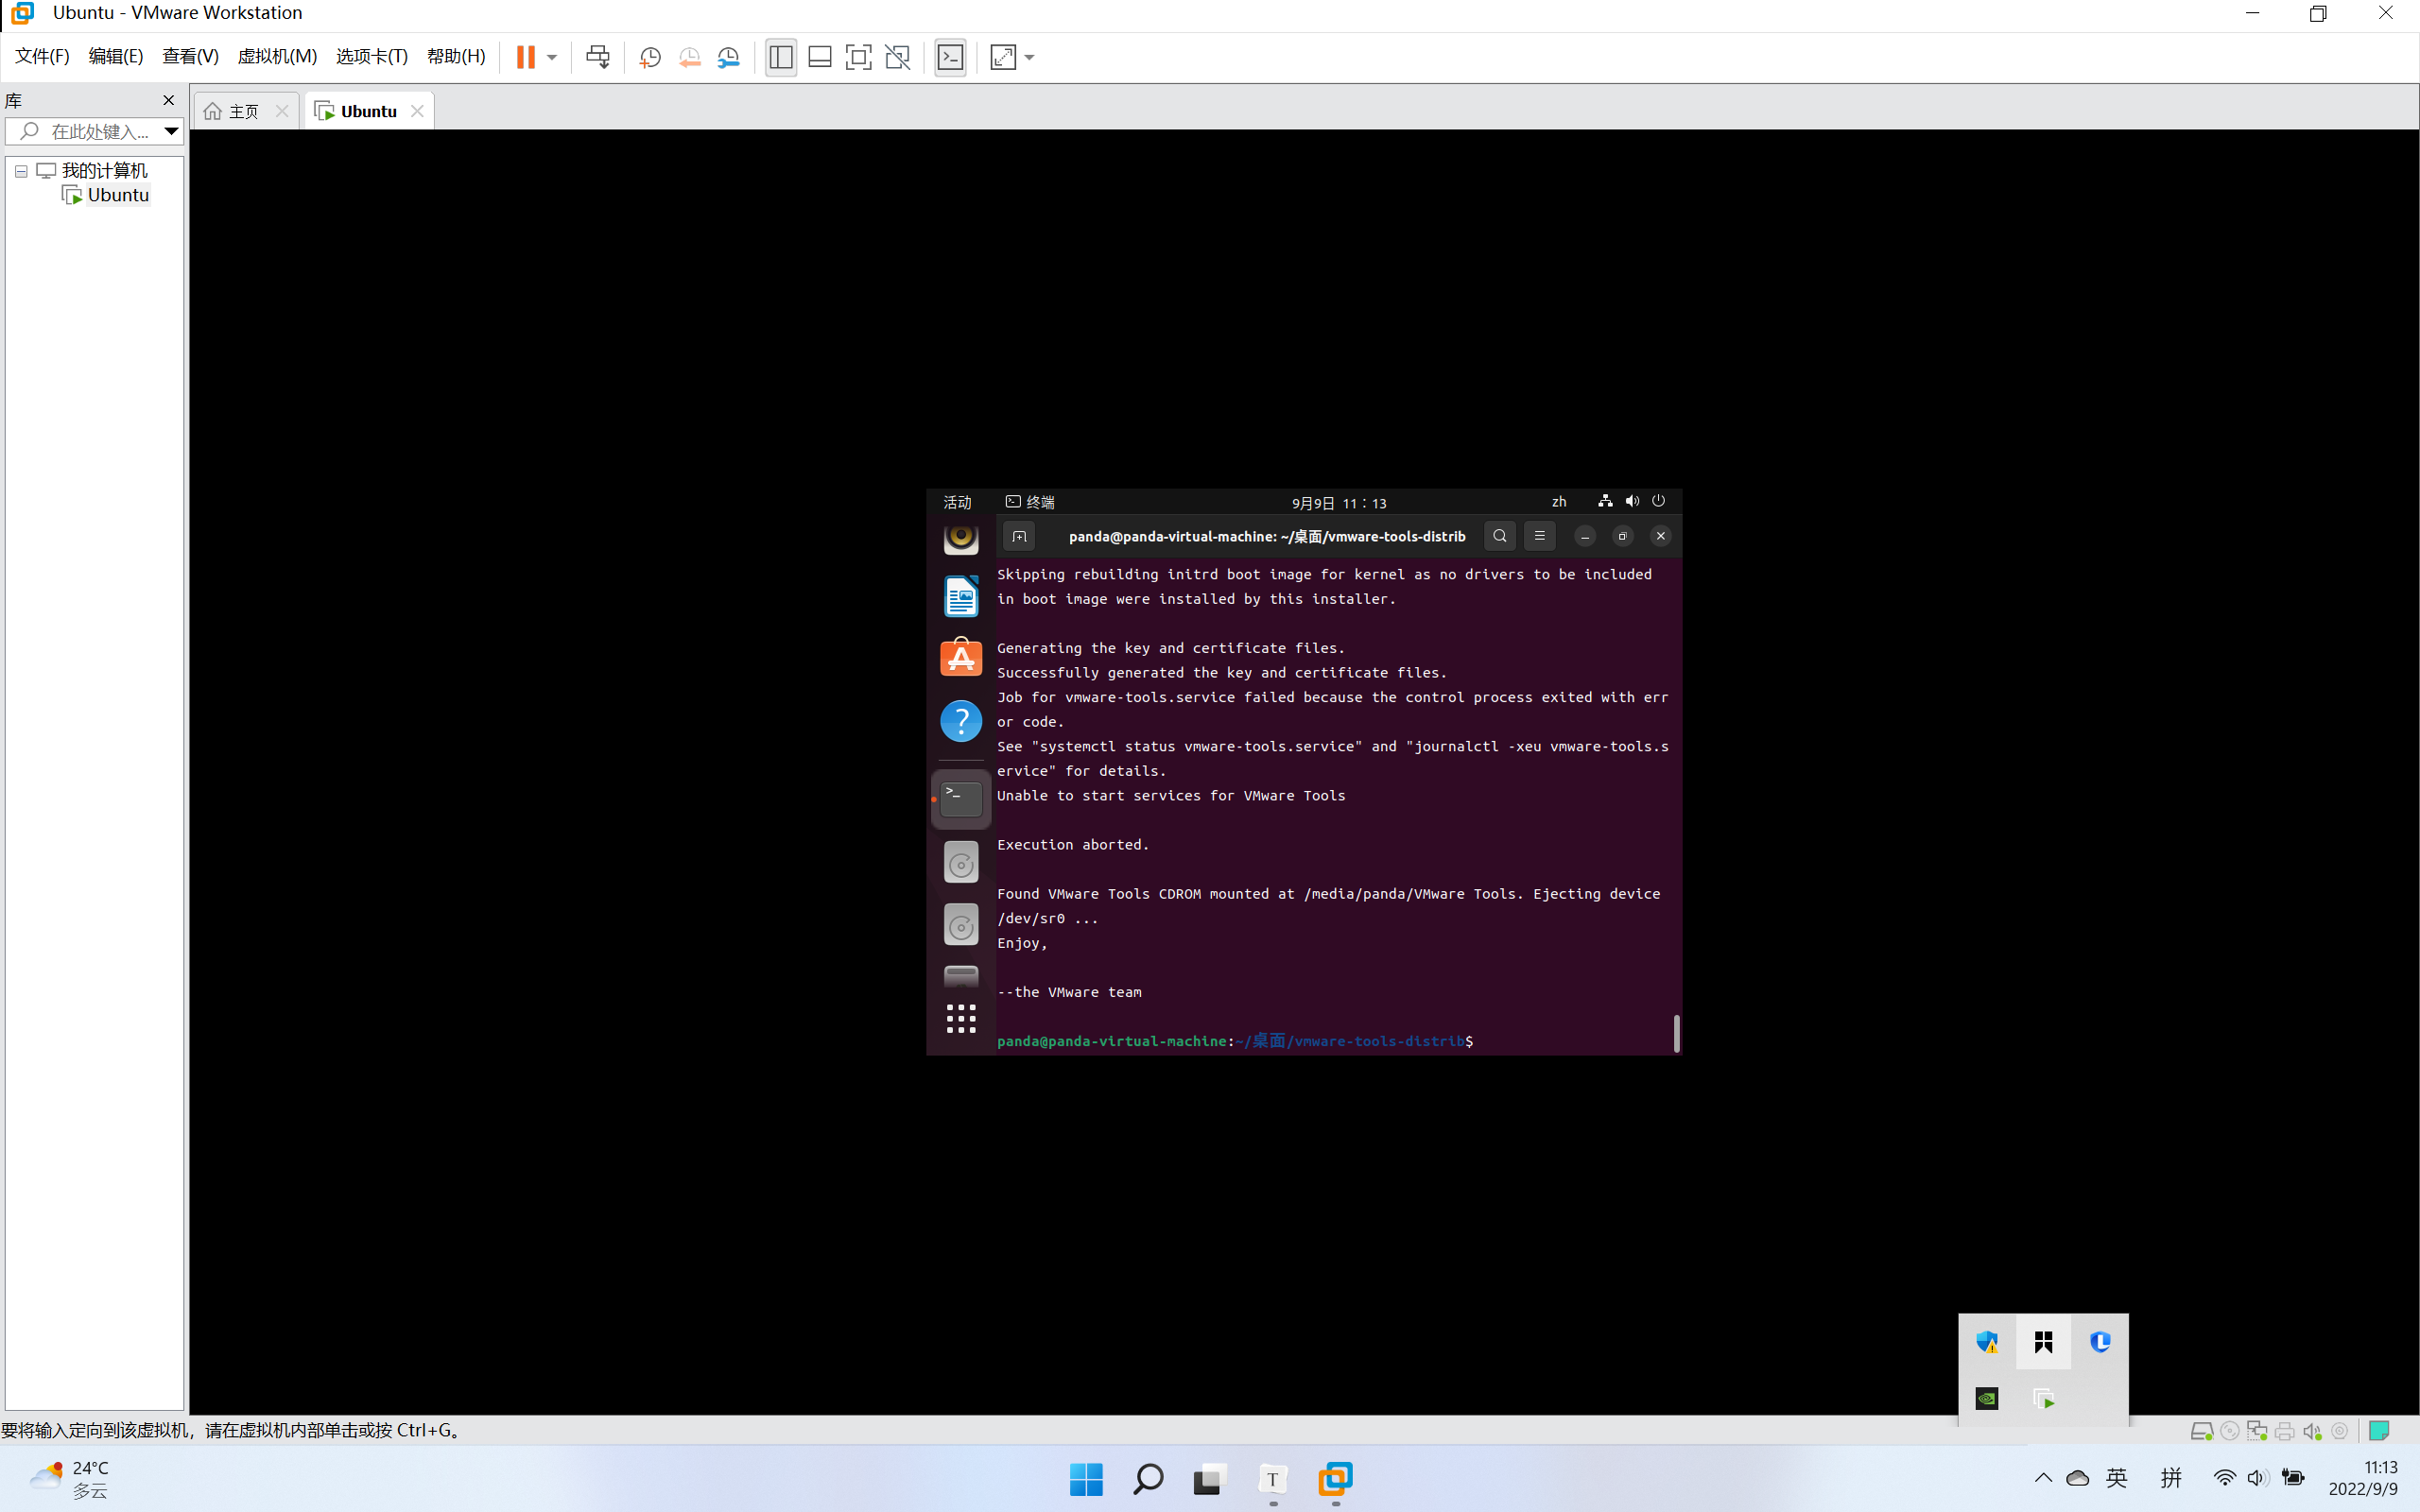 Ubuntu - VMware Workstation
文件(F) 编辑(E) 查看(V) 虚拟机(M) 选项卡(T) 帮助(H)
库
主页
Ubuntu
在此处键入...
我的计算机
Ubuntu
活动 终端 9月9日 11：13 zh
panda@panda-virtual-machine: ~/桌面/vmware-tools-distrib
Skipping rebuilding initrd boot image for kernel as no drivers to be included
in boot image were installed by this installer.
Generating the key and certificate files.
Successfully generated the key and certificate files.
Job for vmware-tools.service failed because the control process exited with err
or code.
See "systemctl status vmware-tools.service" and "journalctl -xeu vmware-tools.s
ervice" for details.
Unable to start services for VMware Tools
Execution aborted.
Found VMware Tools CDROM mounted at /media/panda/VMware Tools. Ejecting device
/dev/sr0 ...
Enjoy,
--the VMware team
panda@panda-virtual-machine:~/桌面/vmware-tools-distrib$
要将输入定向到该虚拟机，请在虚拟机内部单击或按 Ctrl+G。
24°C
多云
T
英 拼
11:13
2022/9/9